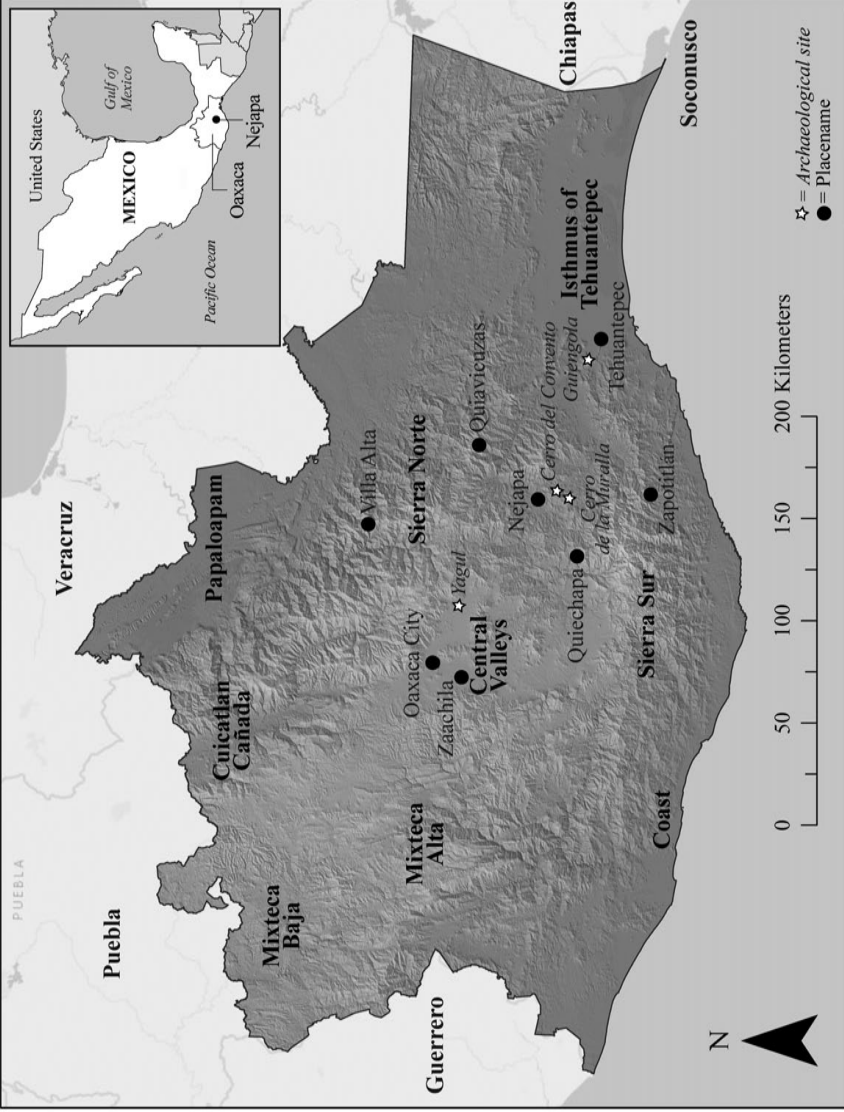 United States
Gulf of
Mexico
MEXICO
Pacific Ocean
Oaxaca
Nejapa
PUEBLA
Puebla
Veracruz
Guerrero
Mixteca
Baja
Cuicatlan
Cañada
Papaloapam
Mixteca
Alta
Oaxaca City
Zaachila
Central
Valleys
Yagul
Villa Alta
Sierra Norte
Quiavicuzas
Nejapa
Cerro del Convento
Guiengola
Cerro
de la Muralla
Quiechapa
Sierra Sur
Zapotitlan
Tehuantepec
Isthmus of
Tehuantepec
Chiapas
Soconusco
Coast
N
0 50 100 150 200 Kilometers
= Archaeological site
= Placename